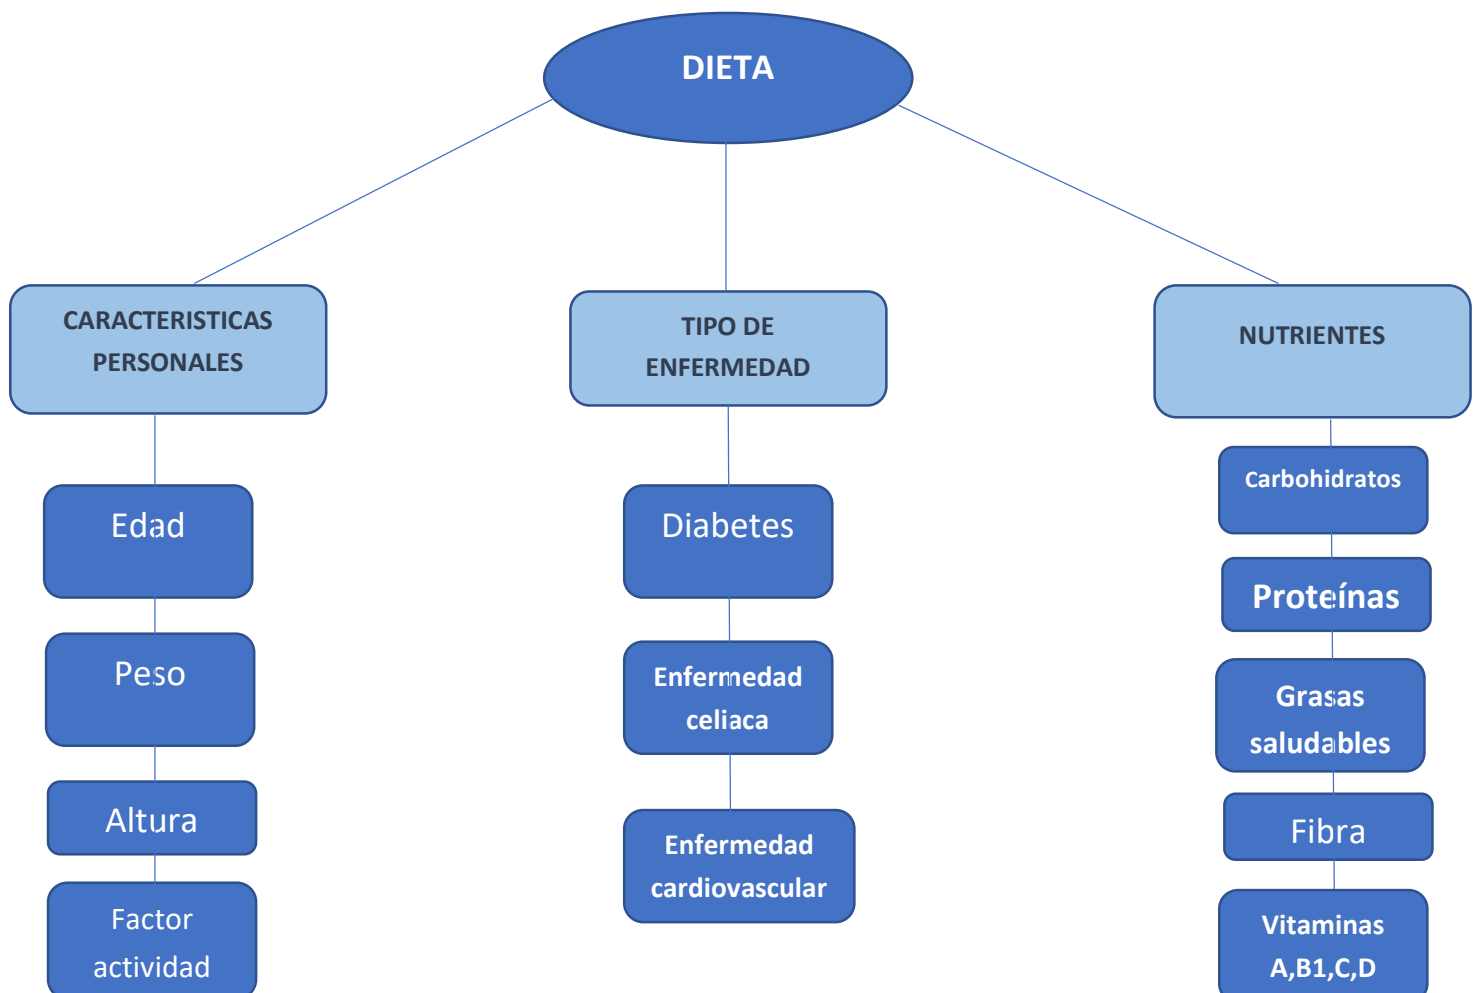 DIETA
CARACTERISTICAS
PERSONALES
TIPO DE
ENFERMEDAD
NUTRIENTES
Edad
Peso
Altura
Factor
actividad
Diabetes
Enfermedad
celiaca
Enfermedad
cardiovascular
Carbohidratos
Proteínas
Grasas
saludables
Fibra
Vitaminas
A,B1,C,D